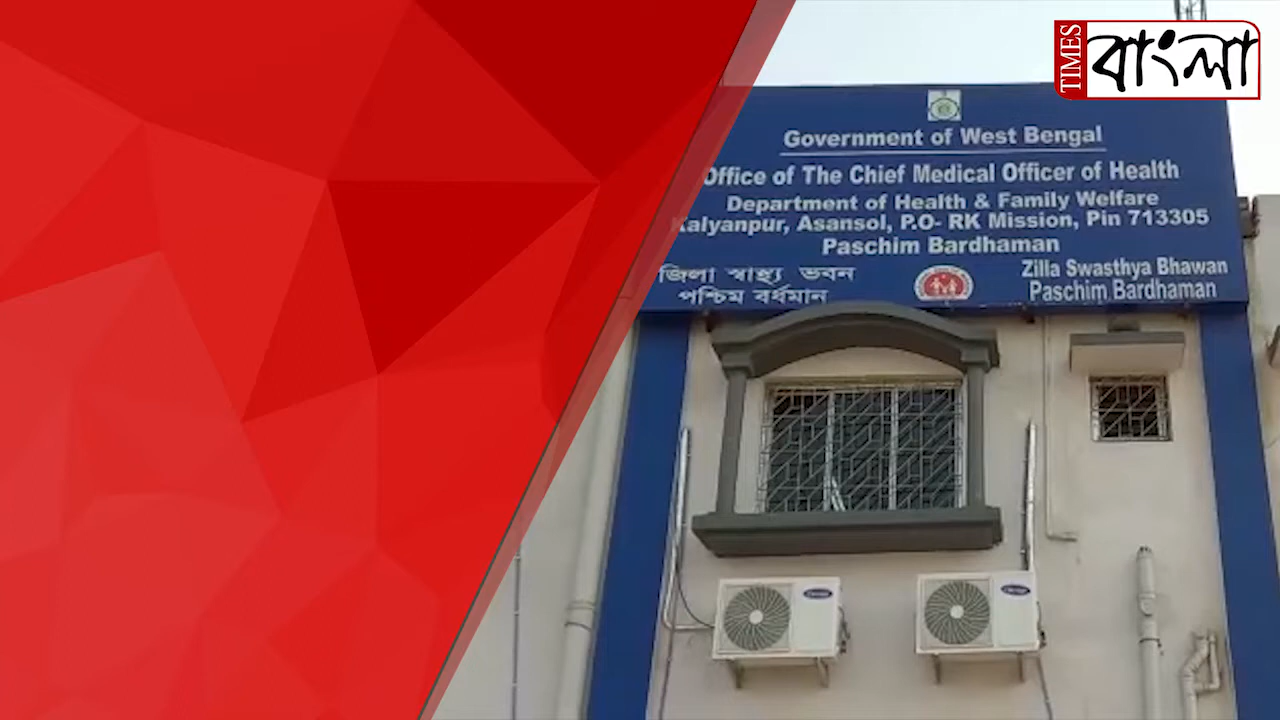 TIMES বাংলা
Government of West Bengal
Office of The Chief Medical Officer of Health
Department of Health & Family Welfare
Kalyanpur, Asansol, P.O- RK Mission, Pin 713305
Paschim Bardhaman
জিলা স্বাস্থ্য ভবন
পশ্চিম বর্ধমান
Zilla Swasthya Bhawan
Paschim Bardhaman